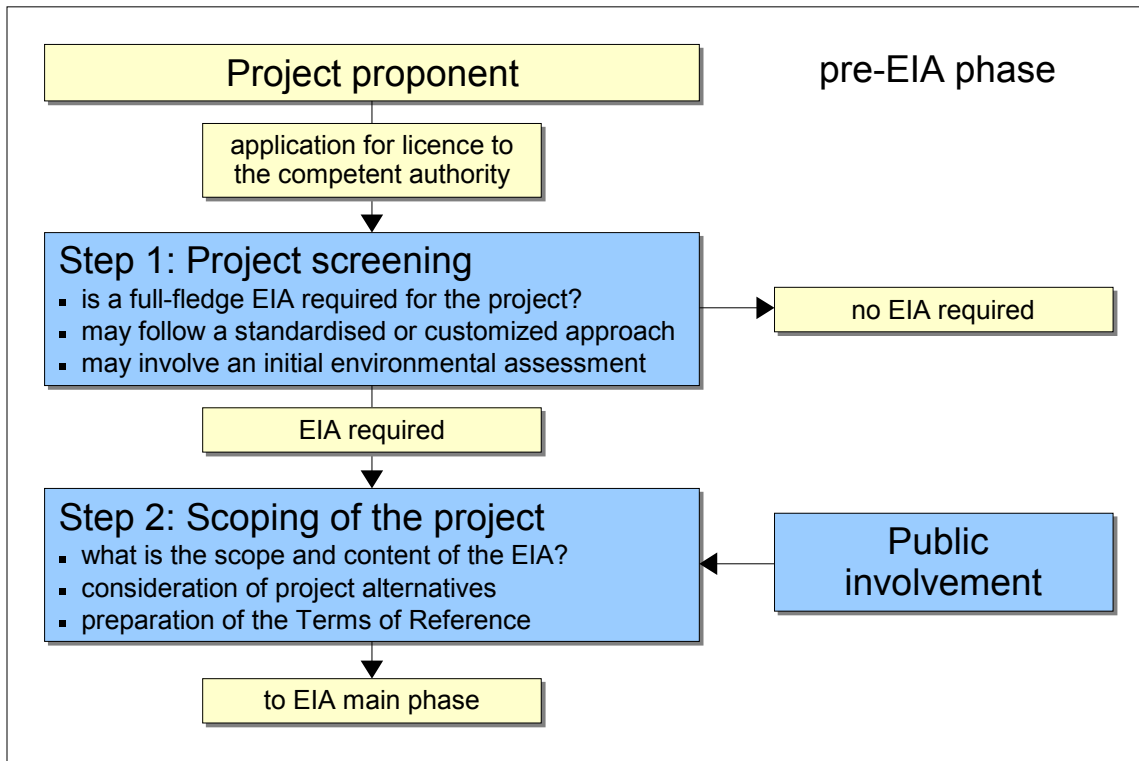 Project proponent
pre-EIA phase
application for licence to
the competent authority
Step 1: Project screening
▪ is a full-fledge EIA required for the project?
▪ may follow a standardised or customized approach
▪ may involve an initial environmental assessment
no EIA required
EIA required
Step 2: Scoping of the project
▪ what is the scope and content of the EIA?
▪ consideration of project alternatives
▪ preparation of the Terms of Reference
Public
involvement
to EIA main phase